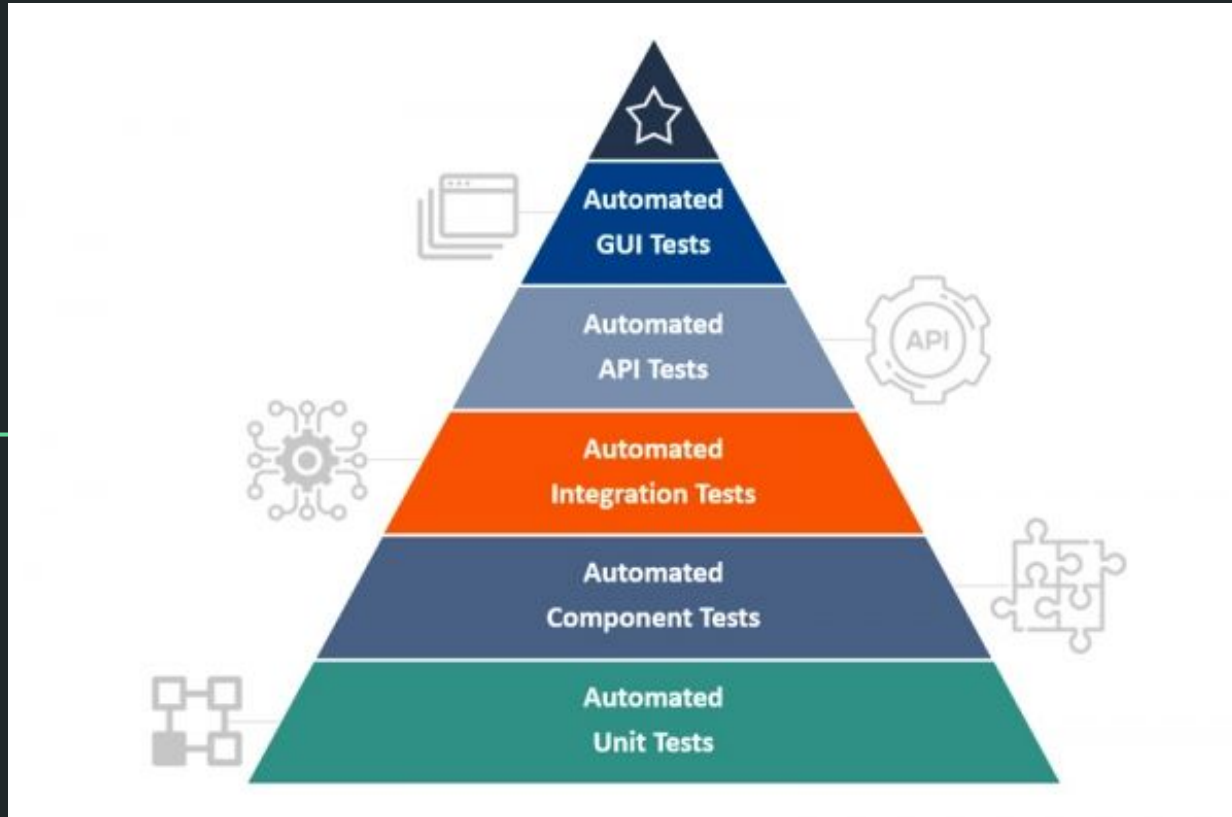 Automated
GUI Tests
Automated
API Tests
API
Automated
Integration Tests
Automated
Component Tests
Automated
Unit Tests